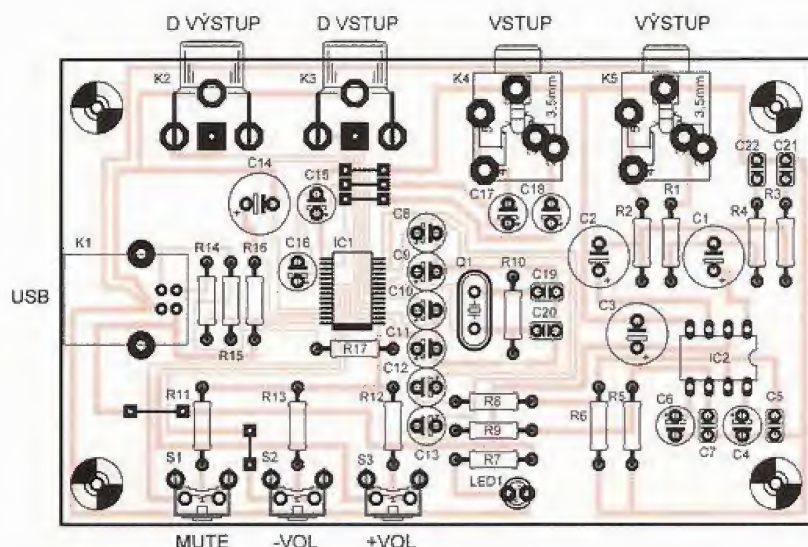 D VÝSTUP D VSTUP VSTUP VÝSTUP
K2 K3 K4 K5
3,5mm 3,5mm
C14 C15 C22 C21
C17 C18 R1 R3
C8 C2 R2 C1 R4
K1 R14 R16 C16 IC1 C9 Q1 R10 C19
USB C10 C20 C3
R15 R17 C11 IC2
C12
R11 R13 R12 R8 R6 R5 C6 C5
R9
C13 C7 C4
S1 S2 S3 R7
LED1
MUTE -VOL +VOL